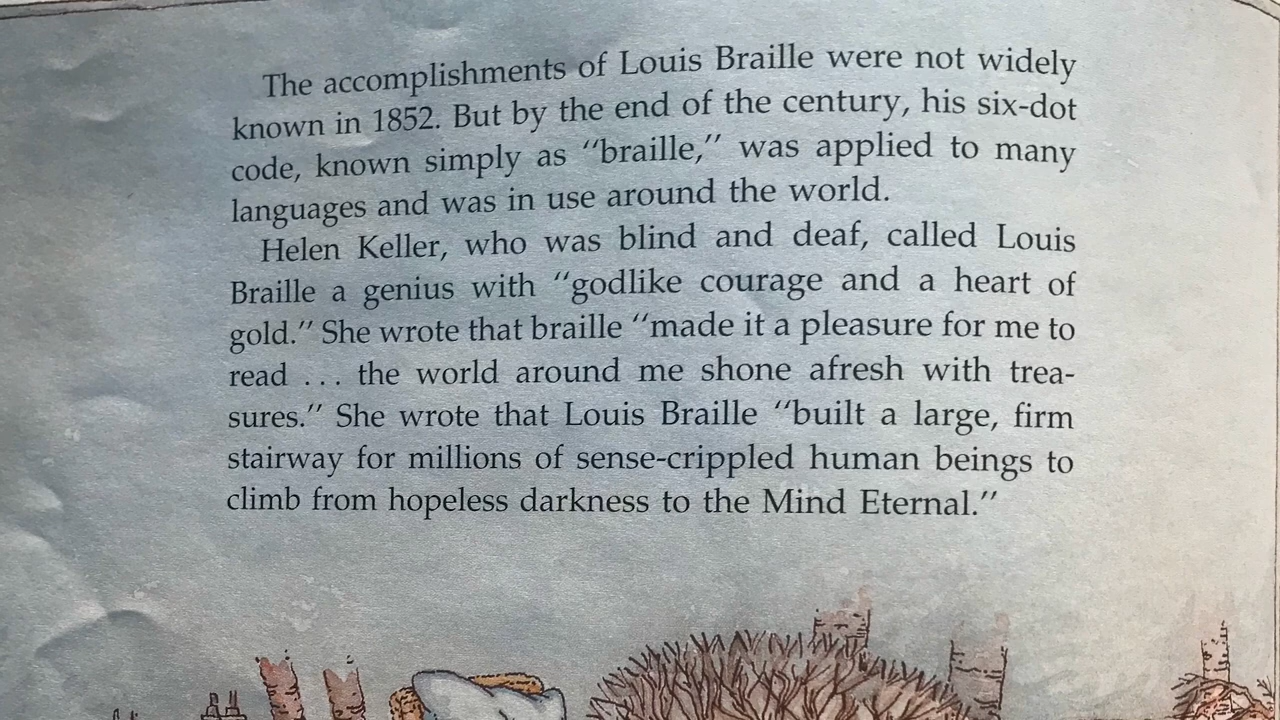 The accomplishments of Louis Braille were not widely
known in 1852. But by the end of the century, his six-dot
code, known simply as "braille," was applied to many
languages and was in use around the world.
Helen Keller, who was blind and deaf, called Louis
Braille a genius with "godlike courage and a heart of
gold." She wrote that braille "made it a pleasure for me to
read ... the world around me shone afresh with trea-
sures." She wrote that Louis Braille "built a large, firm
stairway for millions of sense-crippled human beings to
climb from hopeless darkness to the Mind Eternal."